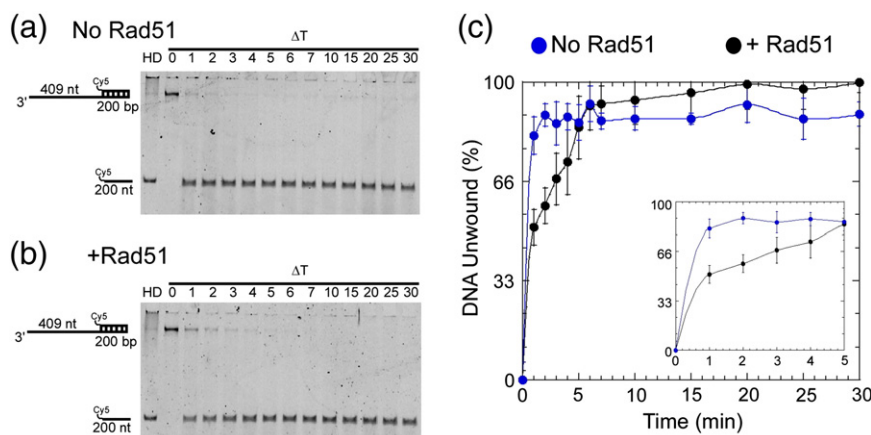 (a) No Rad51
ΔT
HD 0 1 2 3 4 5 6 7 10 15 20 25 30
Cy5
409 nt
3'
200 bp
Cy5
200 nt
(b) +Rad51
ΔT
HD 0 1 2 3 4 5 6 7 10 15 20 25 30
Cy5
409 nt
3'
200 bp
Cy5
200 nt
(c)
No Rad51 + Rad51
100
66
33
0
DNA Unwound (%)
0 5 10 15 20 25 30
Time (min)
100
66
33
0
0 1 2 3 4 5